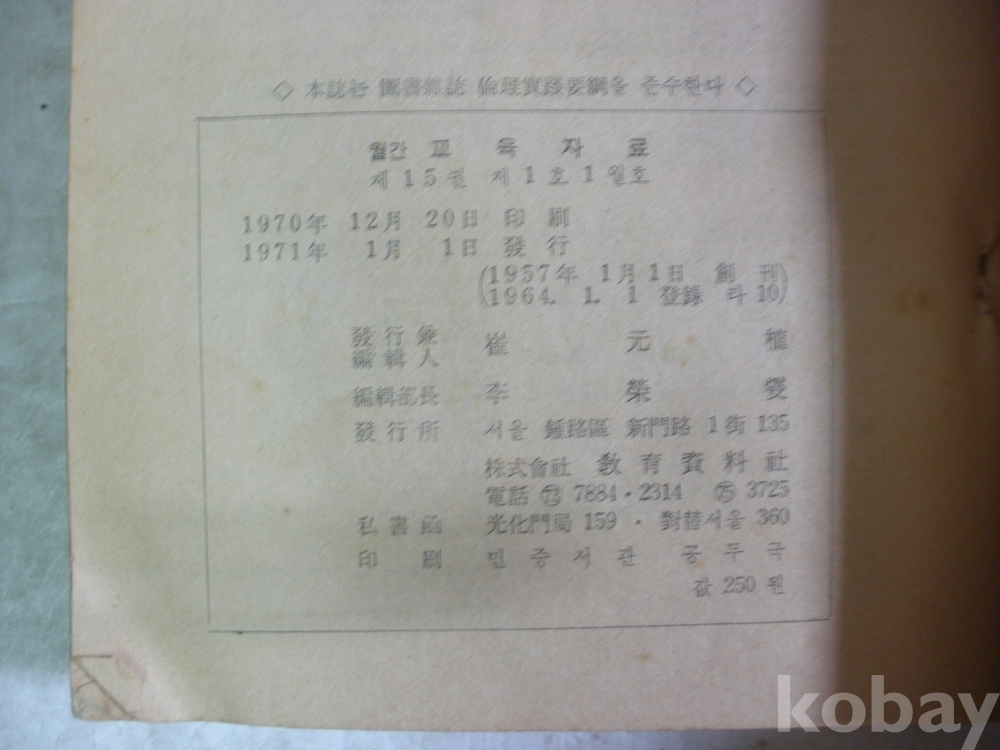 ◇ 本誌는 圖書雜誌 倫理實踐要綱을 준수한다 ◇
월간 교 육 자 료
제 15권 제 1호 1월호
1970年 12月 20日 印 刷
1971年 1月 1日 發 行
(1957年 1月 1日 創 刊)
(1964. 1. 1 登錄 라 10)
發行兼
編輯人 崔 元 植
編輯部長 李 榮
發行所 서울 鍾路區 新門路 1街 135
株式會社 敎育資料社
電話 ㊆ 7884·2314 3725
私書函 光化門局 159 · 對替서울 360
印 刷 민중서관 공무국
값 250 원
kobay